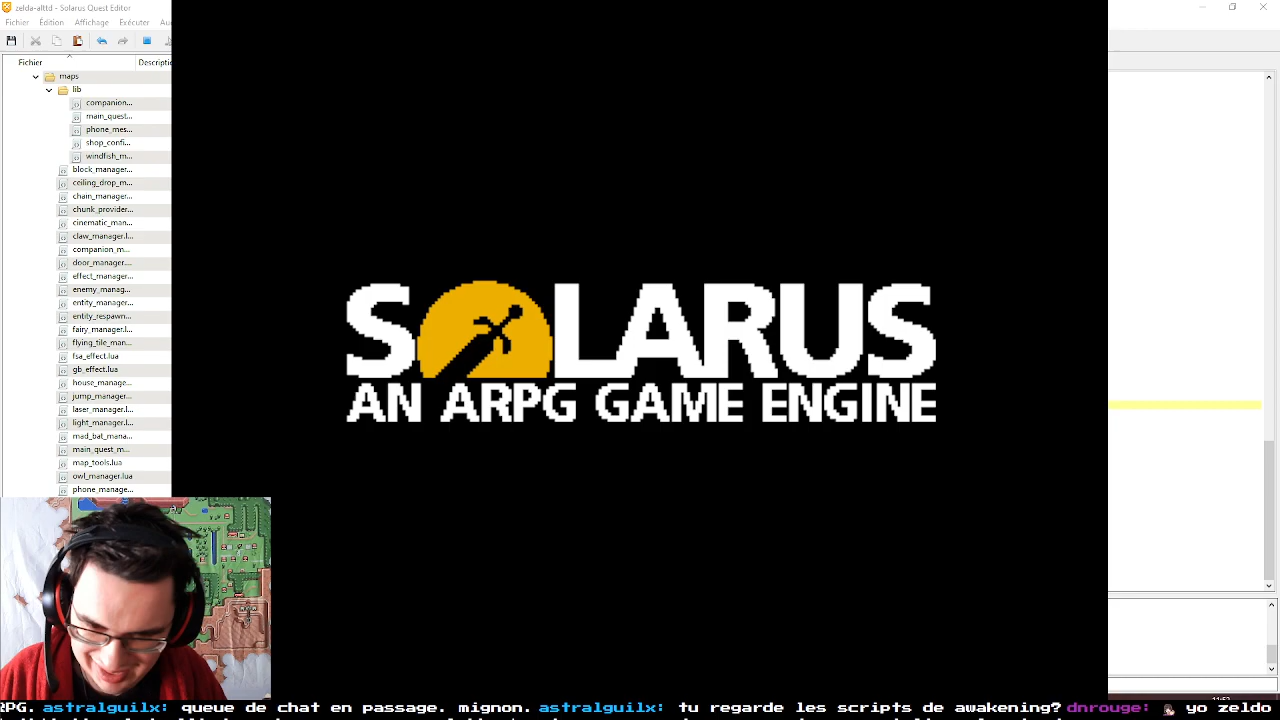 zelda-alttd - Solarus Quest Editor
Fichier Édition Affichage Exécuter Au
Fichier Descriptio
maps
lib
companion...
main_quest...
phone_mes...
shop_confi...
windfish_m...
block_manager...
ceiling_drop_m...
chain_manager...
chunk_provider...
cinematic_man...
claw_manager.l...
companion_m...
door_manager....
effect_manager...
enemy_manag...
entity_manager...
entity_respawn...
fairy_manager.l...
flying_tile_man...
fsa_effect.lua
gb_effect.lua
house_manage...
jump_manager...
laser_manager.l...
light_manager.l...
mad_bat_mana...
main_quest_m...
map_tools.lua
owl_manager.lua
phone_manage...
SOLARUS
AN ARPG GAME ENGINE
RPG. astralguilx: queue de chat en passage. mignon. astralguilx: tu regarde les scripts de awakening? dnrouge: yo zeldo